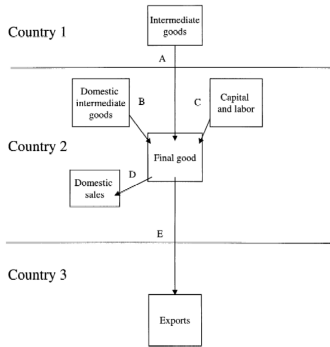 Country 1
Intermediate
goods
A
Domestic
intermediate
goods
B
C
Capital
and labor
Country 2
Final good
D
Domestic
sales
E
Country 3
Exports